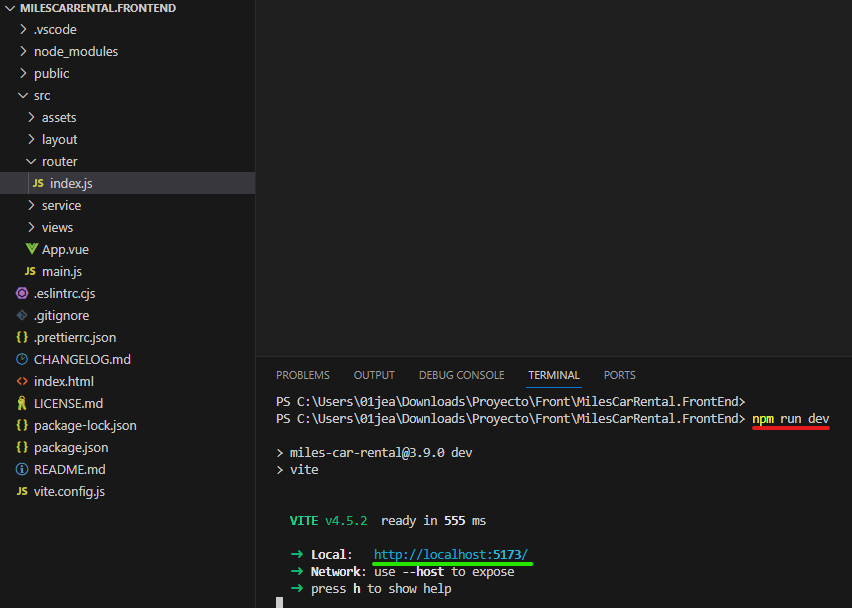 MILESCARRENTAL.FRONTEND
.vscode
node_modules
public
src
assets
layout
router
JS index.js
service
views
App.vue
JS main.js
.eslintrc.cjs
.gitignore
{} .prettierrc.json
CHANGELOG.md
<> index.html
LICENSE.md
{} package-lock.json
{} package.json
README.md
JS vite.config.js
PROBLEMS OUTPUT DEBUG CONSOLE TERMINAL PORTS
PS C:\Users\01jea\Downloads\Proyecto\Front\MilesCarRental.FrontEnd>
PS C:\Users\01jea\Downloads\Proyecto\Front\MilesCarRental.FrontEnd> npm run dev
> miles-car-rental@3.9.0 dev
> vite
VITE v4.5.2 ready in 555 ms
➜ Local: http://localhost:5173/
➜ Network: use --host to expose
➜ press h to show help